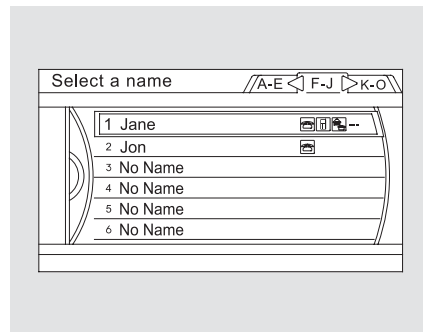 Select a name A-E F-J K-O
1 Jane --
2 Jon
3 No Name
4 No Name
5 No Name
6 No Name